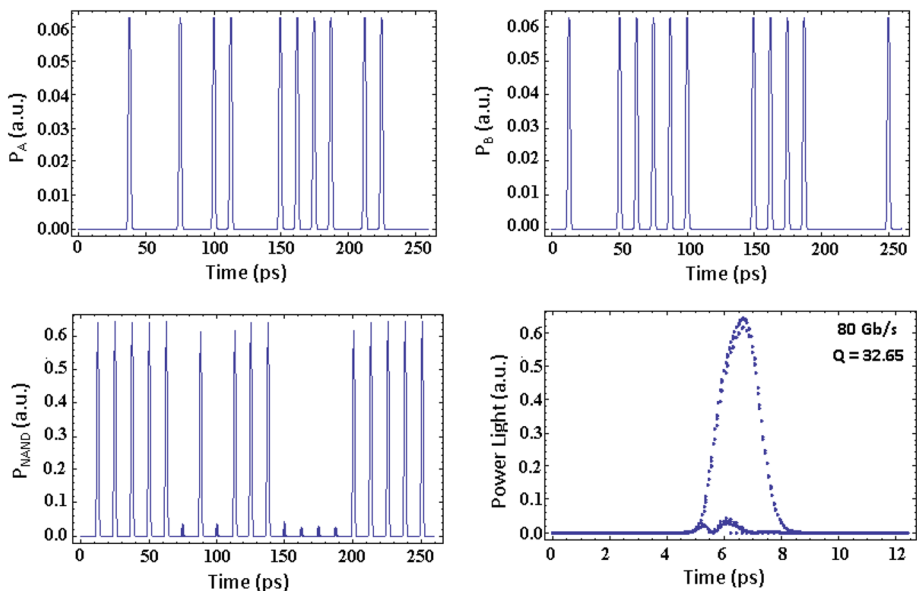 0.06
0.05
0.04
0.03
0.02
0.01
0.00
P_A (a.u.)
0 50 100 150 200 250
Time (ps)
0.06
0.05
0.04
0.03
0.02
0.01
0.00
P_B (a.u.)
0 50 100 150 200 250
Time (ps)
0.6
0.5
0.4
0.3
0.2
0.1
0.0
P_NAND (a.u.)
0 50 100 150 200 250
Time (ps)
80 Gb/s
Q = 32.65
0.6
0.5
0.4
0.3
0.2
0.1
0.0
Power Light (a.u.)
0 2 4 6 8 10 12
Time (ps)